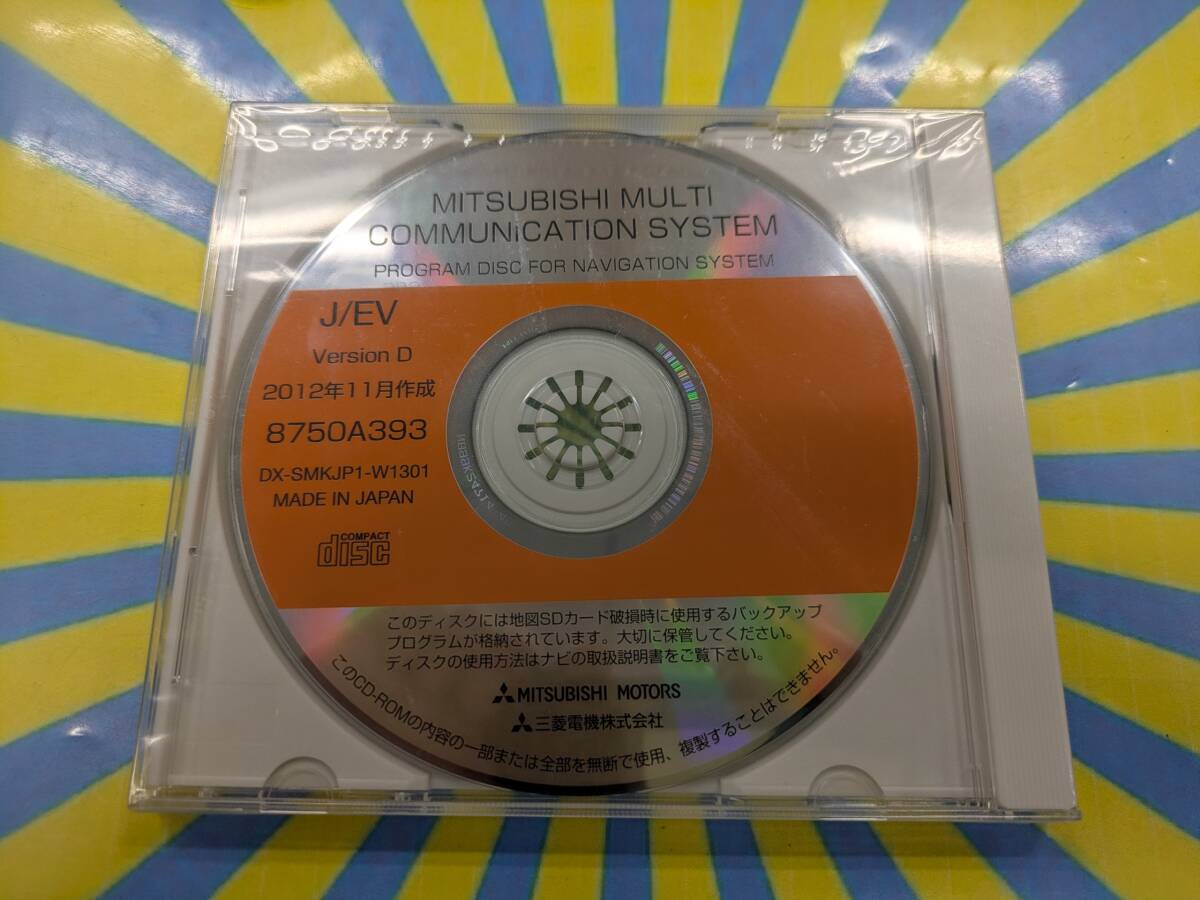 MITSUBISHI MULTI
COMMUNiCATION SYSTEM
PROGRAM DISC FOR NAVIGATION SYSTEM
J/EV
Version D
2012年11月作成
8750A393
DX-SMKJP1-W1301
MADE IN JAPAN
COMPACT
disc
このディスクには地図SDカード破損時に使用するバックアップ
プログラムが格納されています。大切に保管してください。
ディスクの使用方法はナビの取扱説明書をご覧下さい。
MITSUBISHI MOTORS
三菱電機株式会社
このCD-ROMの内容の一部または全部を無断で使用、複製することはできません。